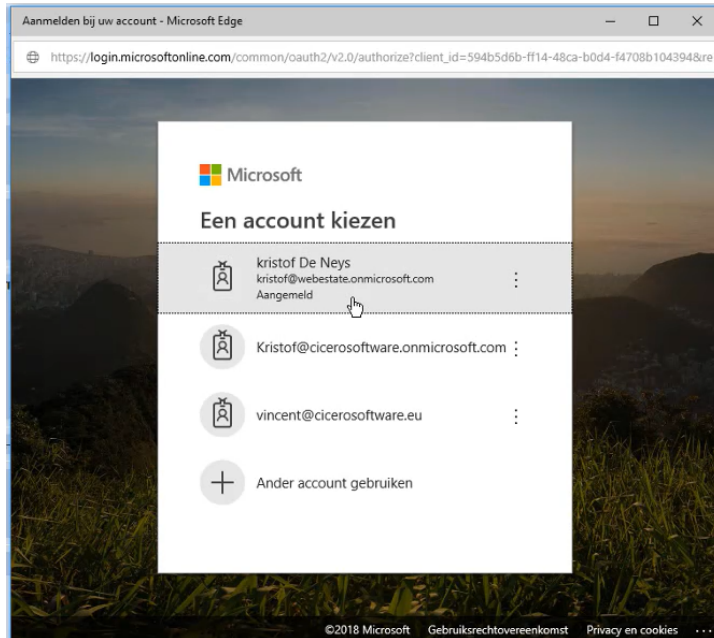 Aanmelden bij uw account - Microsoft Edge
https://login.microsoftonline.com/common/oauth2/v2.0/authorize?client_id=594b5d6b-ff14-48ca-b0d4-f4708b104394&re
Microsoft
Een account kiezen
kristof De Neys
kristof@webestate.onmicrosoft.com
Aangemeld
Kristof@cicerosoftware.onmicrosoft.com
vincent@cicerosoftware.eu
Ander account gebruiken
©2018 Microsoft Gebruiksrechtovereenkomst Privacy en cookies ...